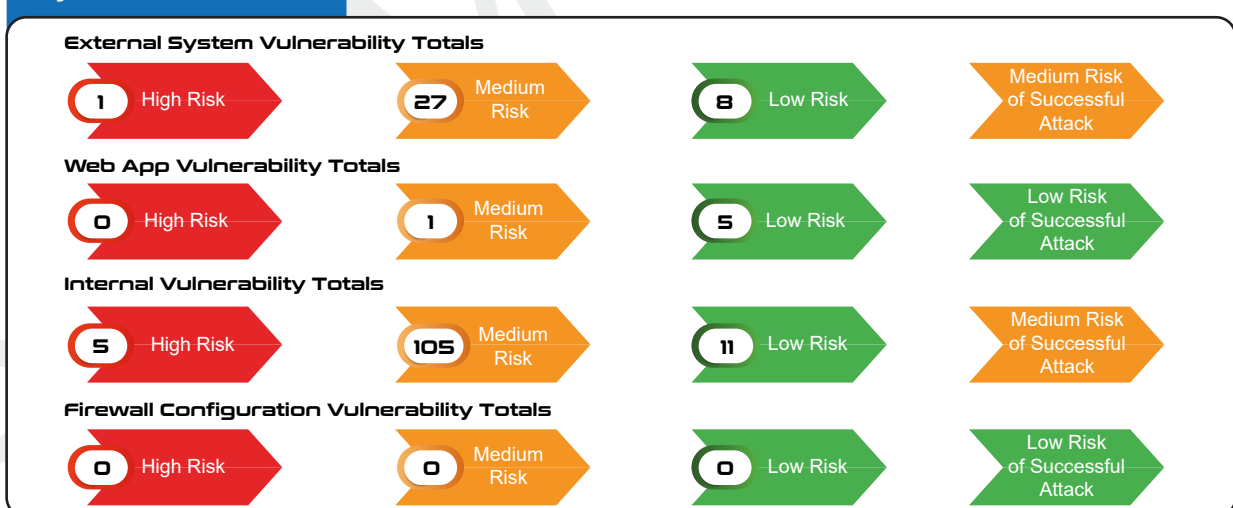 External System Vulnerability Totals
1 High Risk
27 Medium
Risk
8 Low Risk
Medium Risk
of Successful
Attack
Web App Vulnerability Totals
0 High Risk
1 Medium
Risk
5 Low Risk
Low Risk
of Successful
Attack
Internal Vulnerability Totals
5 High Risk
105 Medium
Risk
11 Low Risk
Medium Risk
of Successful
Attack
Firewall Configuration Vulnerability Totals
0 High Risk
0 Medium
Risk
0 Low Risk
Low Risk
of Successful
Attack